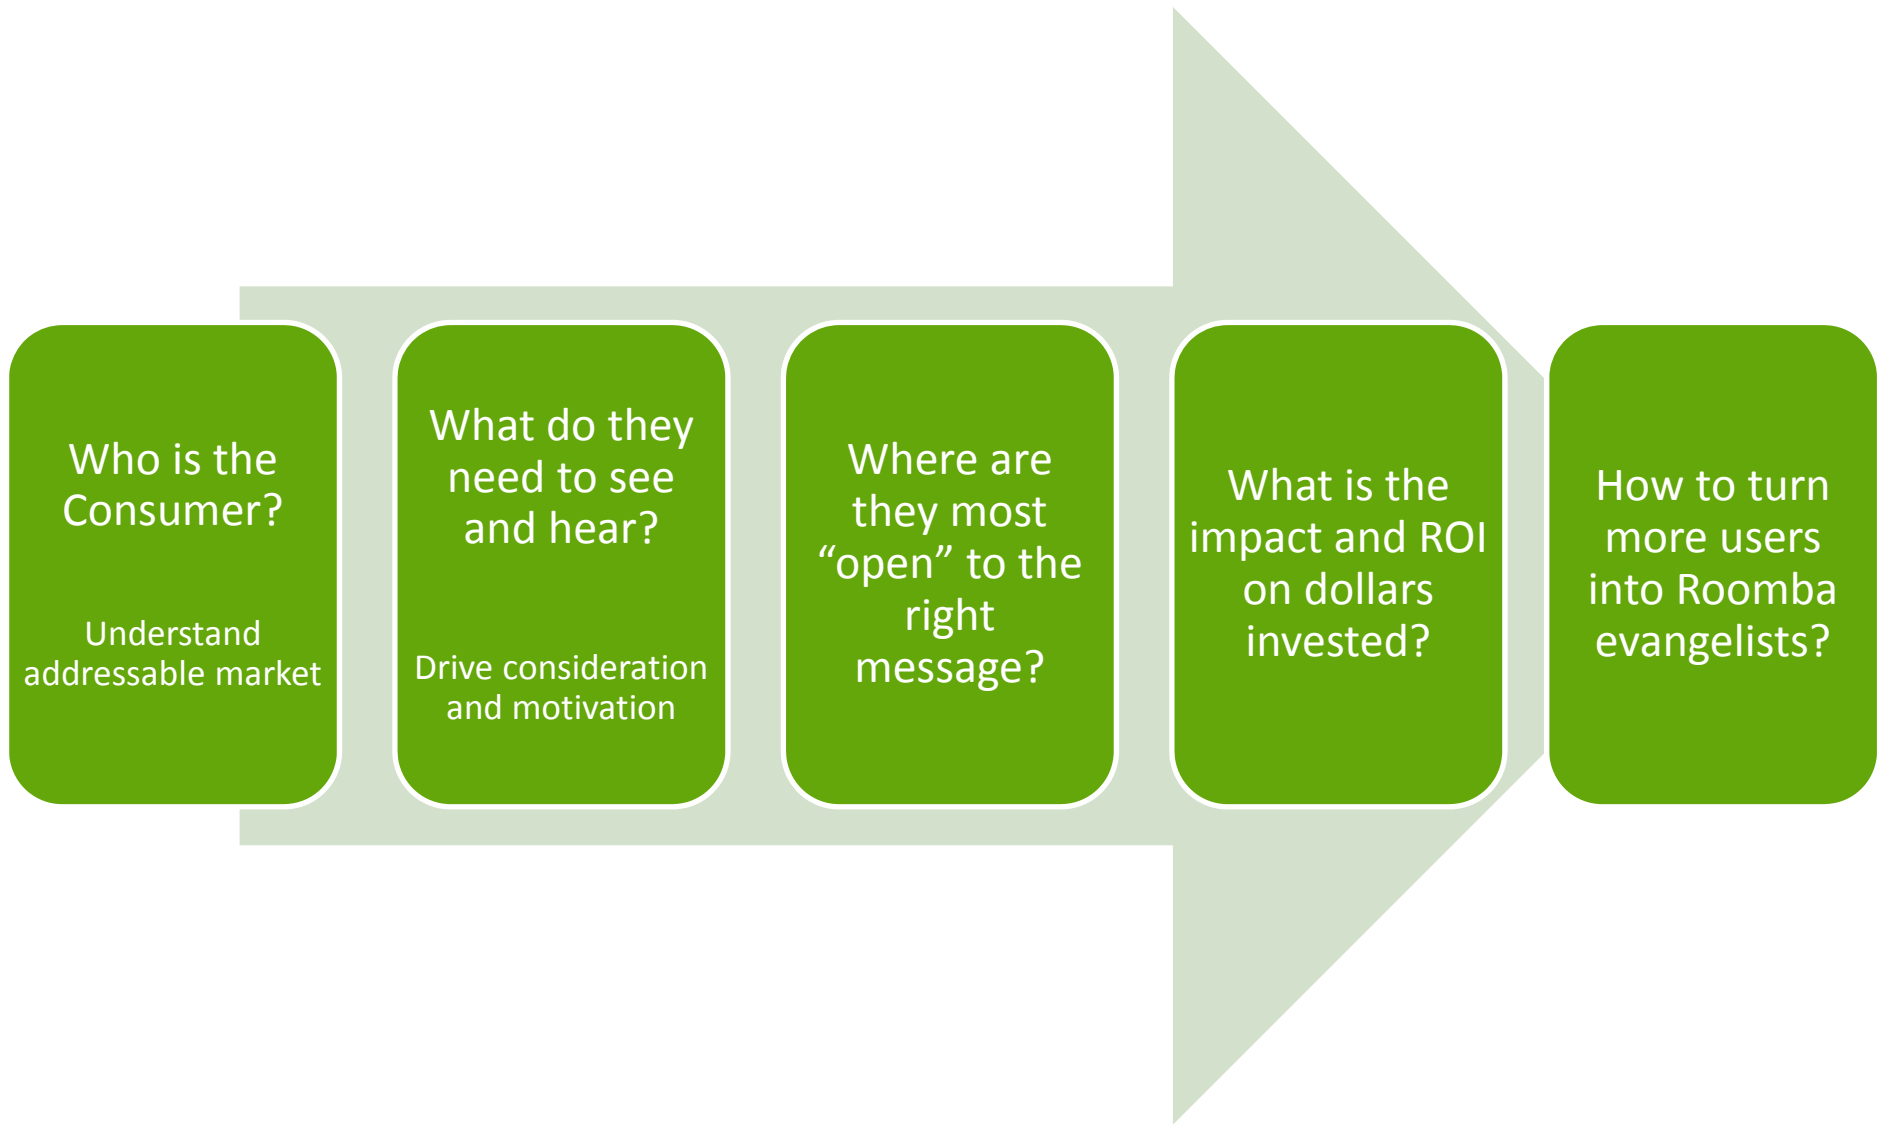 Who is the
Consumer?
Understand
addressable market
What do they
need to see
and hear?
Drive consideration
and motivation
Where are
they most
“open” to the
right
message?
What is the
impact and ROI
on dollars
invested?
How to turn
more users
into Roomba
evangelists?